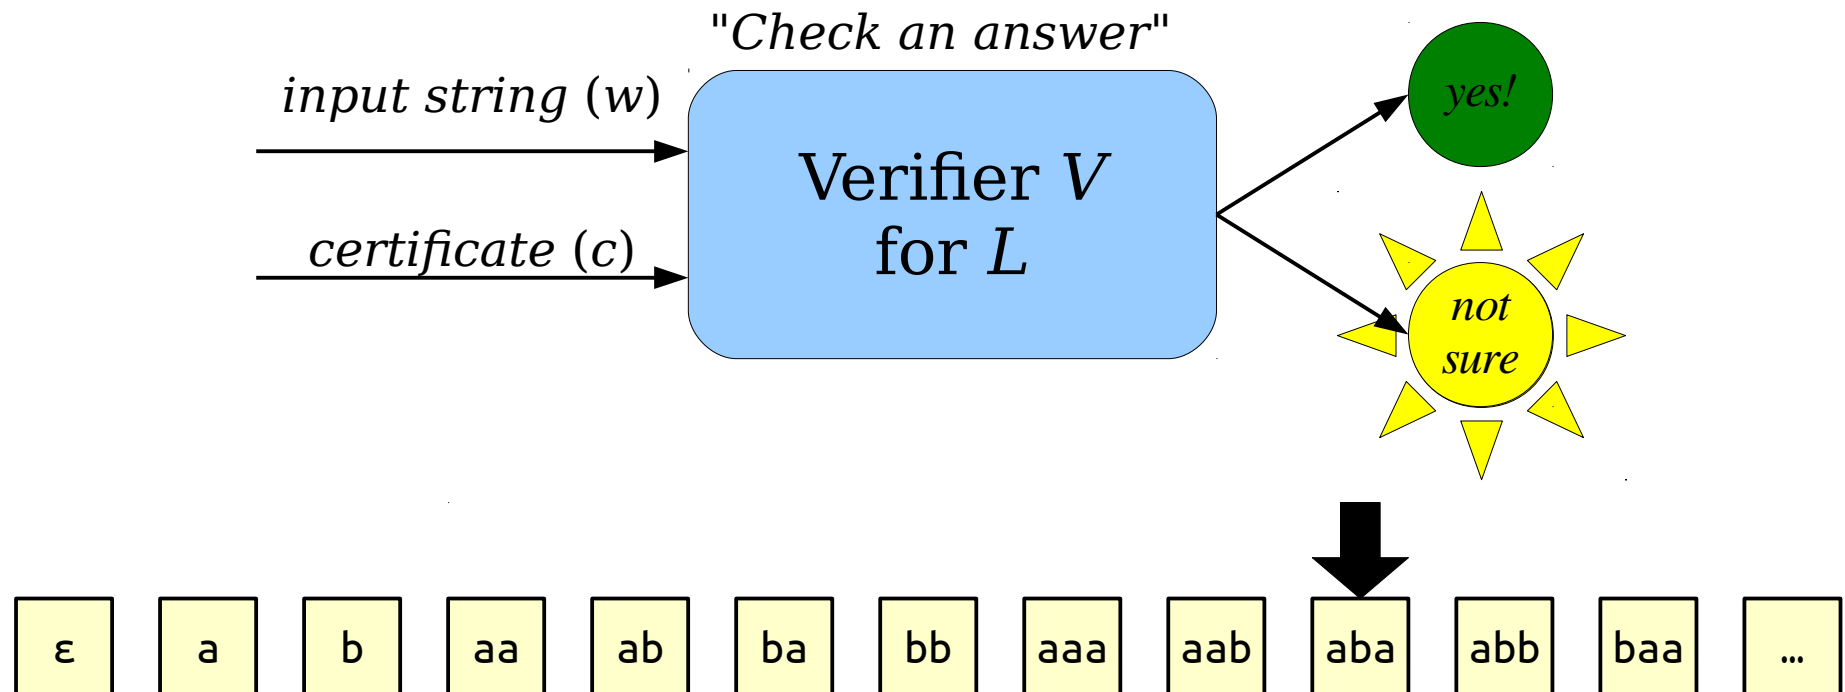 "Check an answer"
input string (w)
certificate (c)
Verifier V
for L
yes!
not
sure
ε a b aa ab ba bb aaa aab aba abb baa …